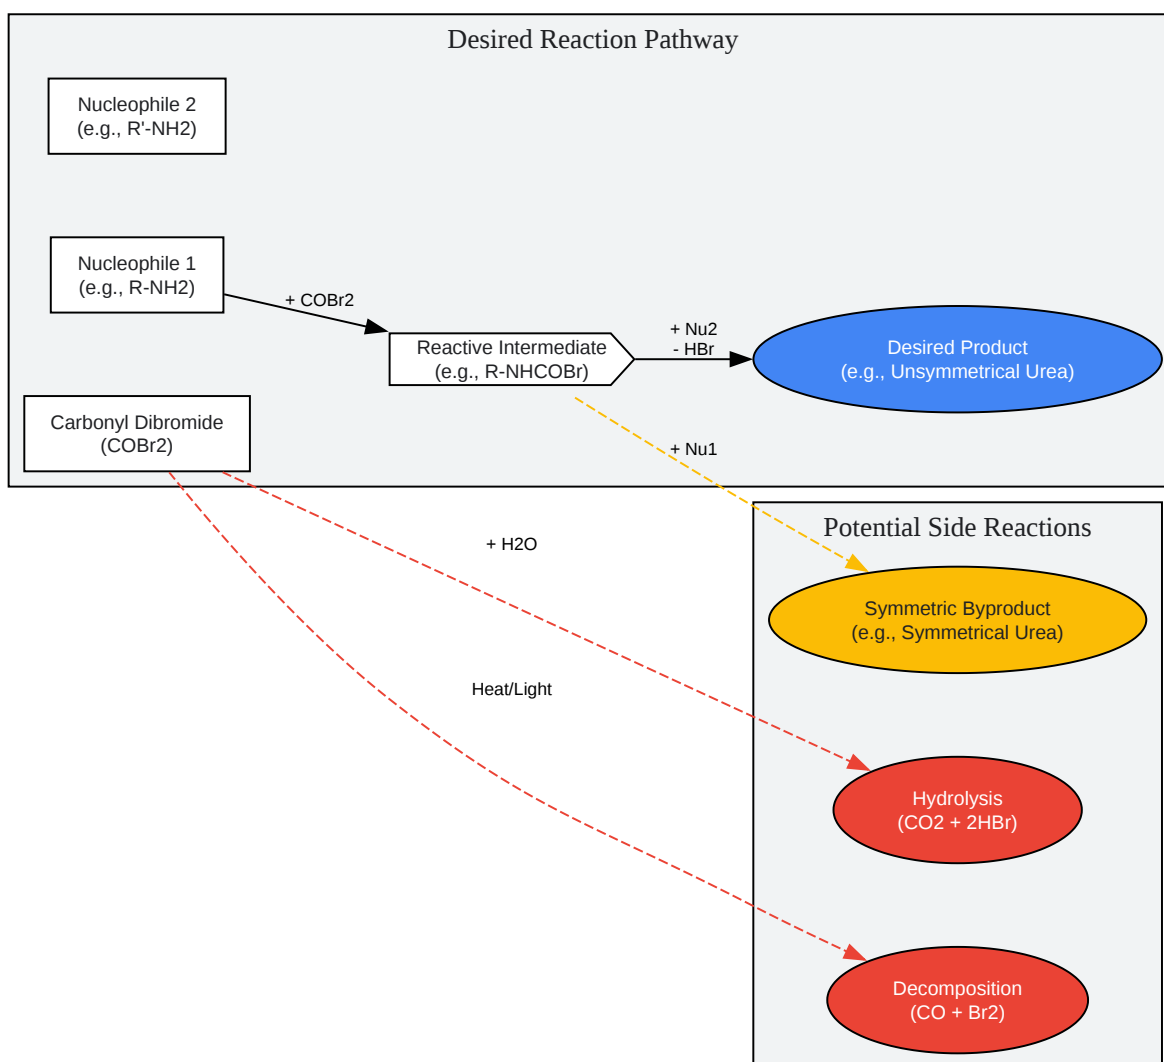 Desired Reaction Pathway
Nucleophile 2
(e.g., R'-NH2)
Nucleophile 1
(e.g., R-NH2)
+ COBr2
Reactive Intermediate
(e.g., R-NHCOBr)
+ Nu2
- HBr
Desired Product
(e.g., Unsymmetrical Urea)
Carbonyl Dibromide
(COBr2)
+ Nu1
+ H2O
Heat/Light
Potential Side Reactions
Symmetric Byproduct
(e.g., Symmetrical Urea)
Hydrolysis
(CO2 + 2HBr)
Decomposition
(CO + Br2)